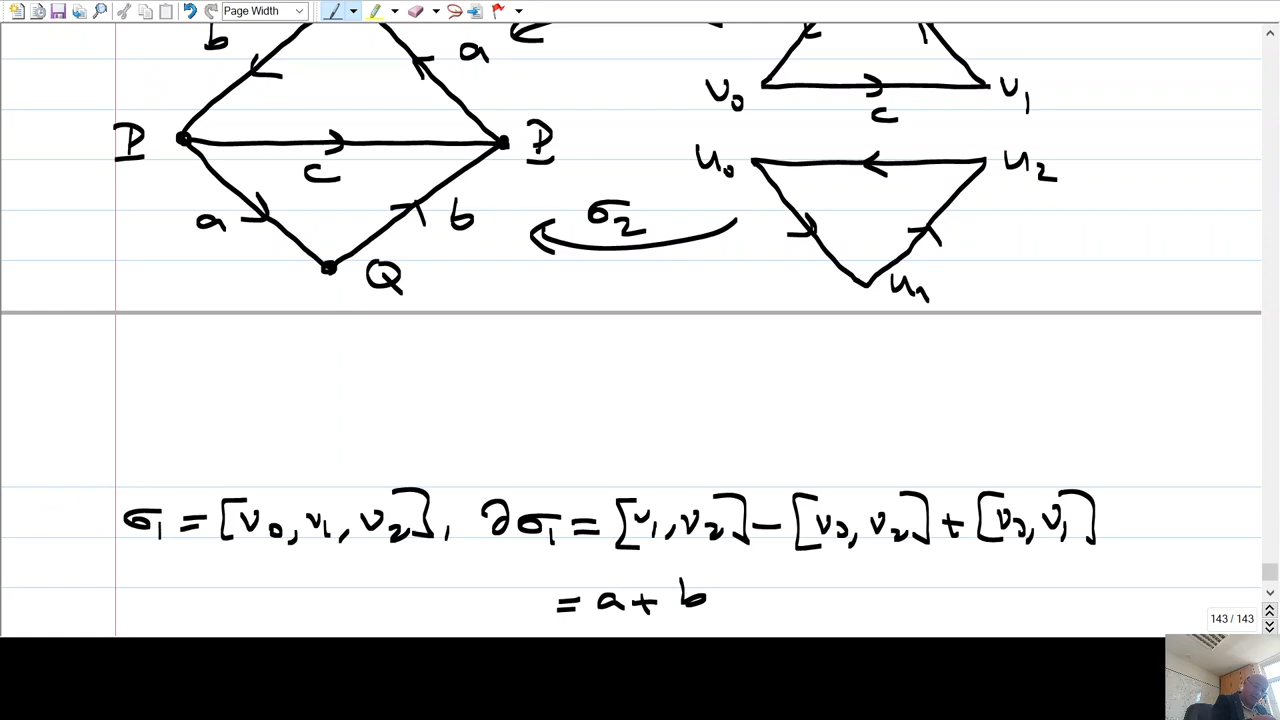 Page Width
b
a
v₀ v₁
c
P P
c
u₀ u₂
a b
σ₂
Q
u₁
σ₁ = [v₀, v₁, v₂], ∂σ₁ = [v₁, v₂] − [v₀, v₂] + [v₀, v₁]
= a + b
143 / 143